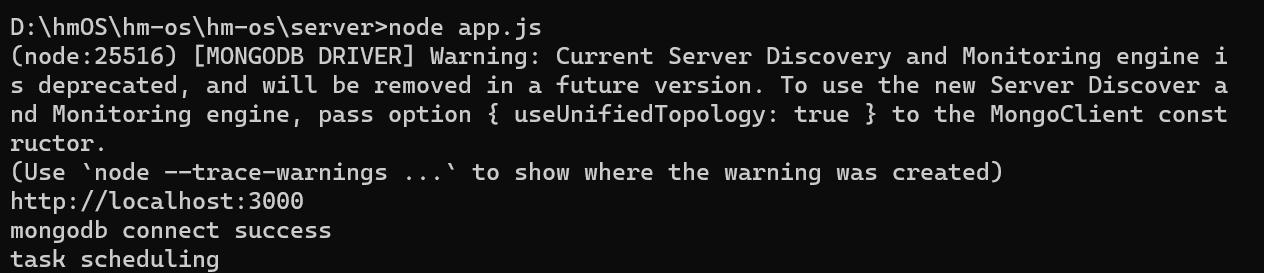 D:\hmOS\hm-os\hm-os\server>node app.js
(node:25516) [MONGODB DRIVER] Warning: Current Server Discovery and Monitoring engine i
s deprecated, and will be removed in a future version. To use the new Server Discover a
nd Monitoring engine, pass option { useUnifiedTopology: true } to the MongoClient const
ructor.
(Use `node --trace-warnings ...` to show where the warning was created)
http://localhost:3000
mongodb connect success
task scheduling